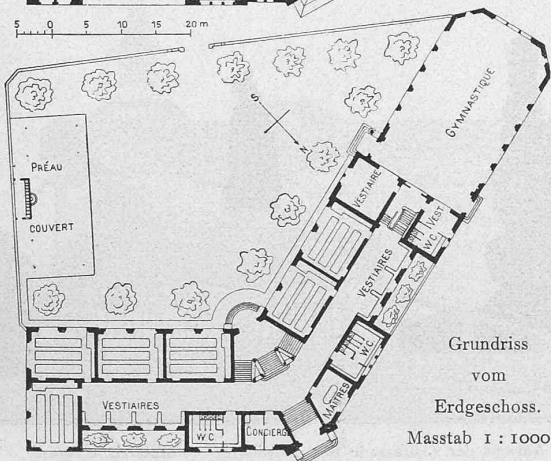 5 0 5 10 15 20 m
S
N
GYMNASTIQUE
PRÉAU
COUVERT
VESTIAIRE
VEST
W.C
VESTIAIRES
W.C
MAÎTRES
VESTIAIRES
W.C
CONCIERGE
Grundriss
vom
Erdgeschoss.
Masstab 1 : 1000